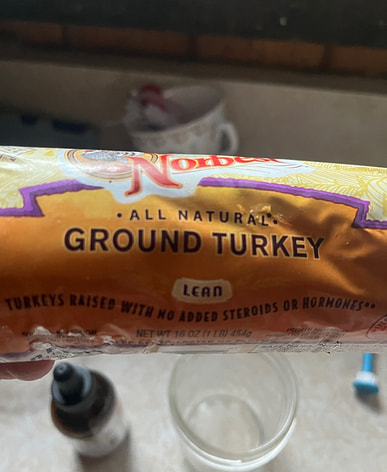 Norbest
• ALL NATURAL* •
GROUND TURKEY
LEAN
TURKEYS RAISED WITH NO ADDED STEROIDS OR HORMONES**
NET WT 16 OZ (1 LB) 454g